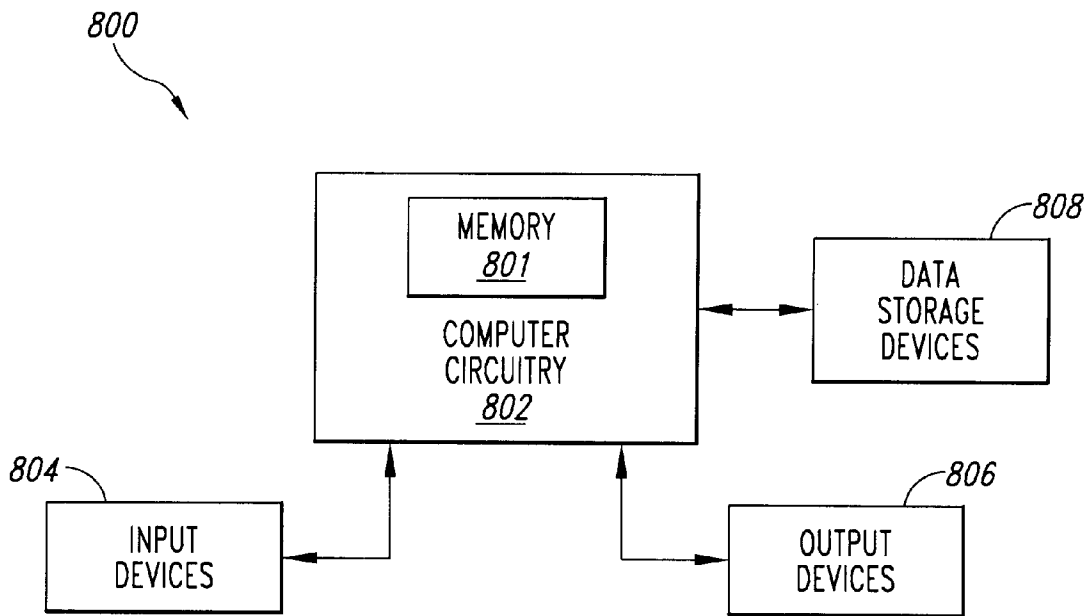 800
MEMORY
801
COMPUTER
CIRCUITRY
802
808
DATA
STORAGE
DEVICES
804
INPUT
DEVICES
806
OUTPUT
DEVICES